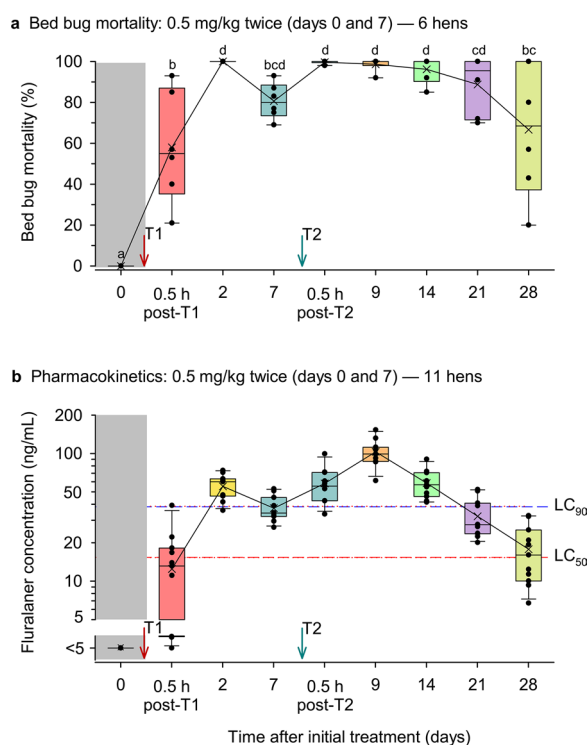 a Bed bug mortality: 0.5 mg/kg twice (days 0 and 7) — 6 hens
Bed bug mortality (%)
100
80
60
40
20
0
a
b
d
bcd
d
d
d
cd
bc
T1
T2
0
0.5 h
post-T1
2
7
0.5 h
post-T2
9
14
21
28
b Pharmacokinetics: 0.5 mg/kg twice (days 0 and 7) — 11 hens
Fluralaner concentration (ng/mL)
200
100
50
20
10
5
<5
LC90
LC50
T1
T2
0
0.5 h
post-T1
2
7
0.5 h
post-T2
9
14
21
28
Time after initial treatment (days)